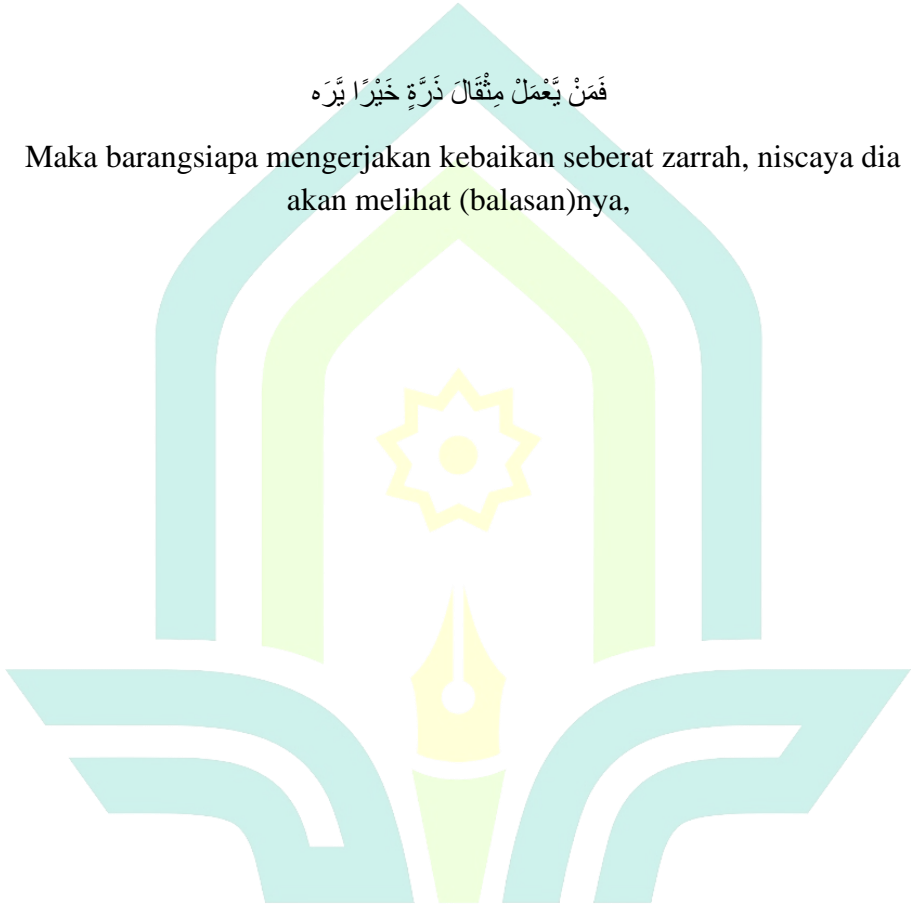 فَمَنْ يَّعْمَلْ مِثْقَالَ ذَرَّةٍ خَيْرًا يَّرَه
Maka barangsiapa mengerjakan kebaikan seberat zarrah, niscaya dia
akan melihat (balasan)nya,